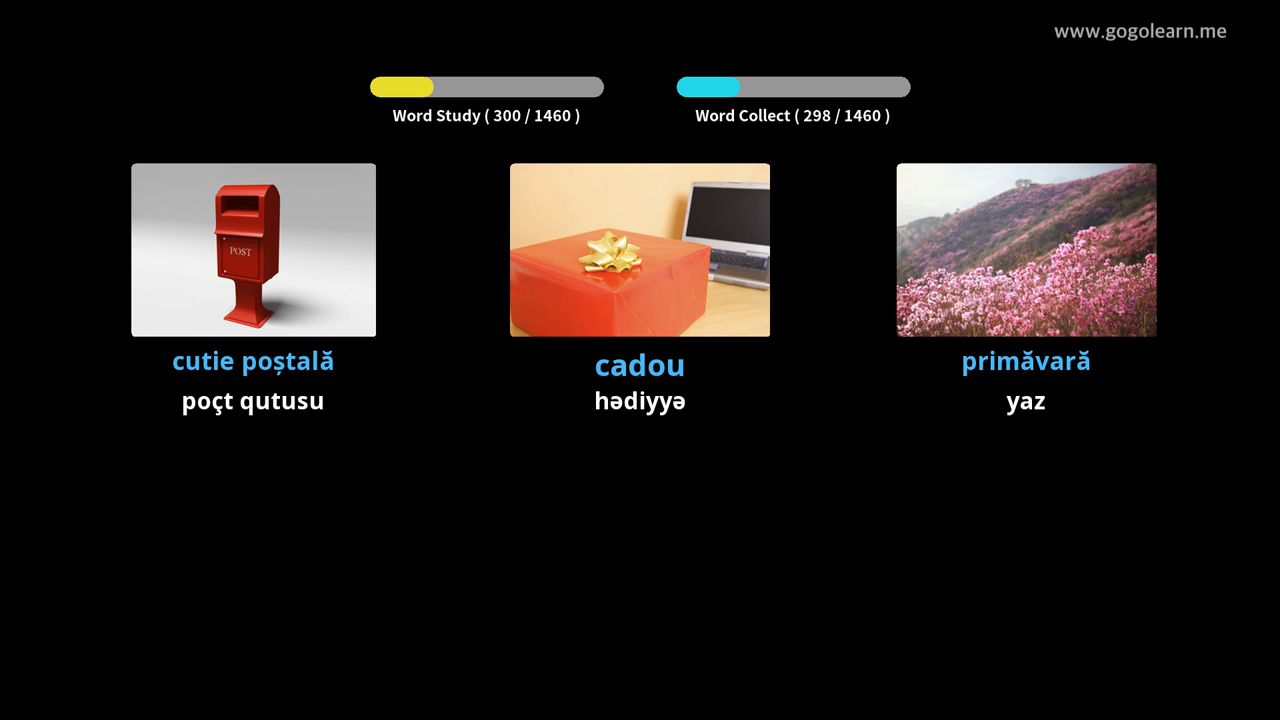 www.gogolearn.me
Word Study ( 300 / 1460 )
Word Collect ( 298 / 1460 )
POST
cutie poștală
cadou
primăvară
poçt qutusu
hədiyyə
yaz